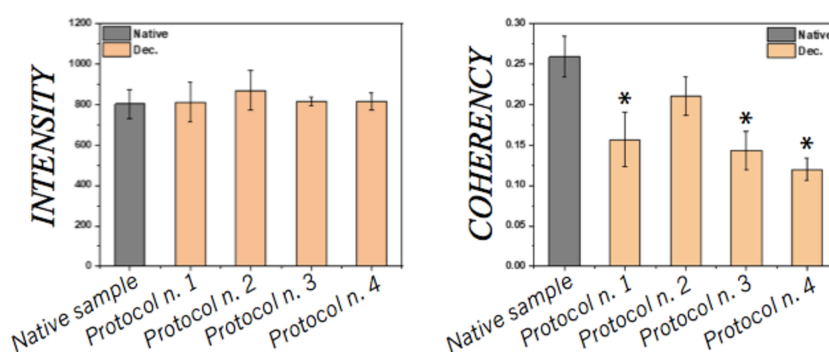 INTENSITY
1200
1000
800
600
400
200
0
Native
Dec.
Native sample
Protocol n. 1
Protocol n. 2
Protocol n. 3
Protocol n. 4
COHERENCY
0.30
0.25
0.20
0.15
0.10
0.05
0.00
Native
Dec.
*
*
*
Native sample
Protocol n. 1
Protocol n. 2
Protocol n. 3
Protocol n. 4